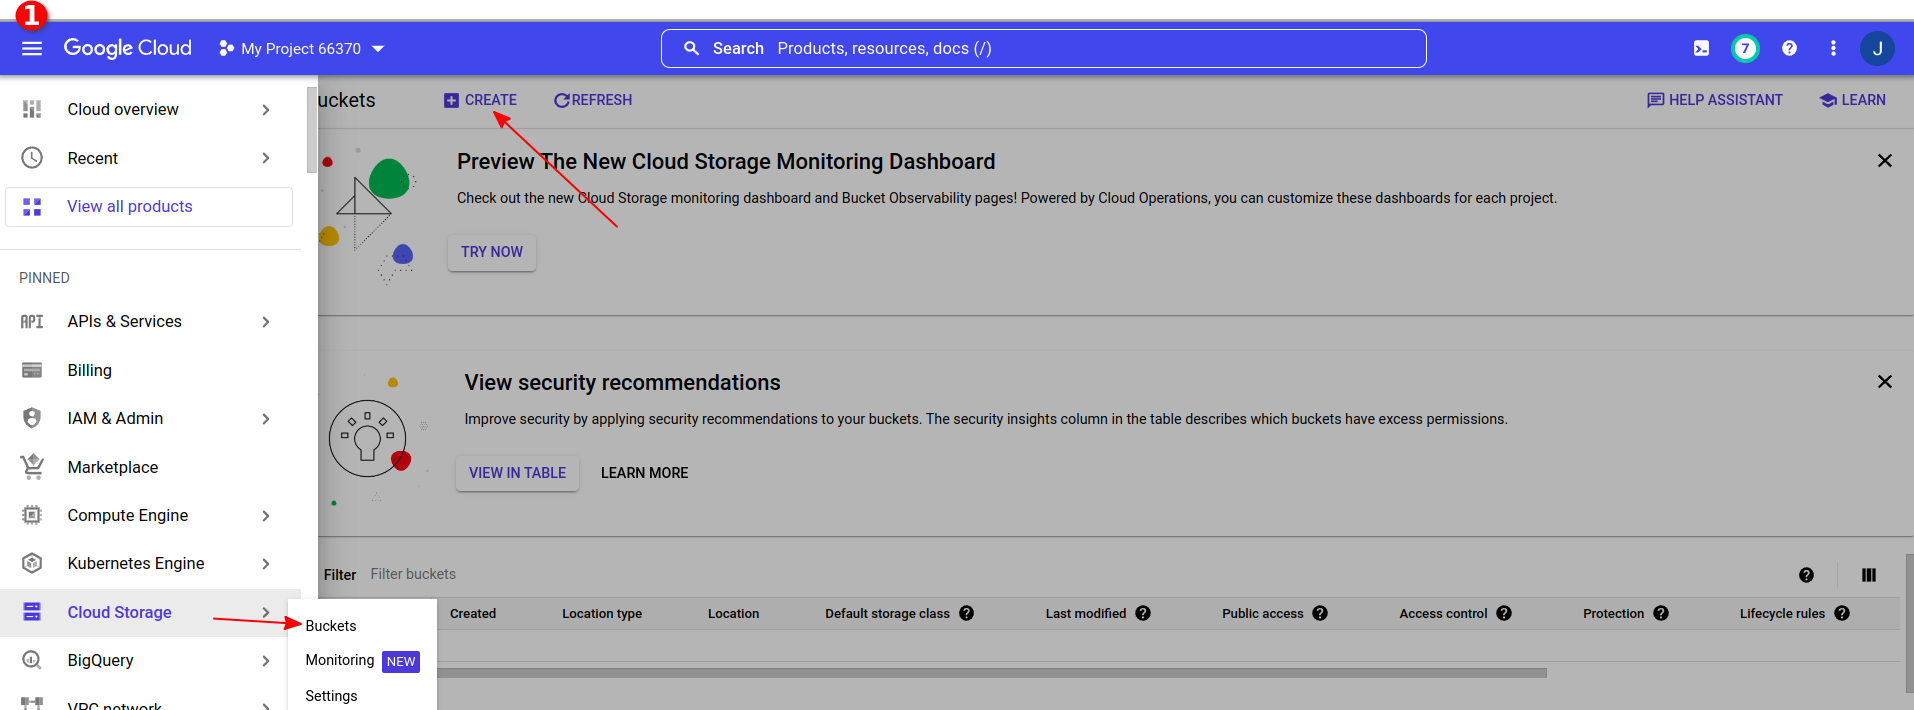 1
Google Cloud My Project 66370 Search Products, resources, docs (/) 7 ? J
Cloud overview
Recent
View all products
PINNED
API APIs & Services
Billing
IAM & Admin
Marketplace
Compute Engine
Kubernetes Engine
Cloud Storage
BigQuery
VPC network
Buckets
Monitoring NEW
Settings
uckets CREATE REFRESH HELP ASSISTANT LEARN
Preview The New Cloud Storage Monitoring Dashboard
Check out the new Cloud Storage monitoring dashboard and Bucket Observability pages! Powered by Cloud Operations, you can customize these dashboards for each project.
TRY NOW
View security recommendations
Improve security by applying security recommendations to your buckets. The security insights column in the table describes which buckets have excess permissions.
VIEW IN TABLE LEARN MORE
Filter Filter buckets ?
Created Location type Location Default storage class ? Last modified ? Public access ? Access control ? Protection ? Lifecycle rules ?